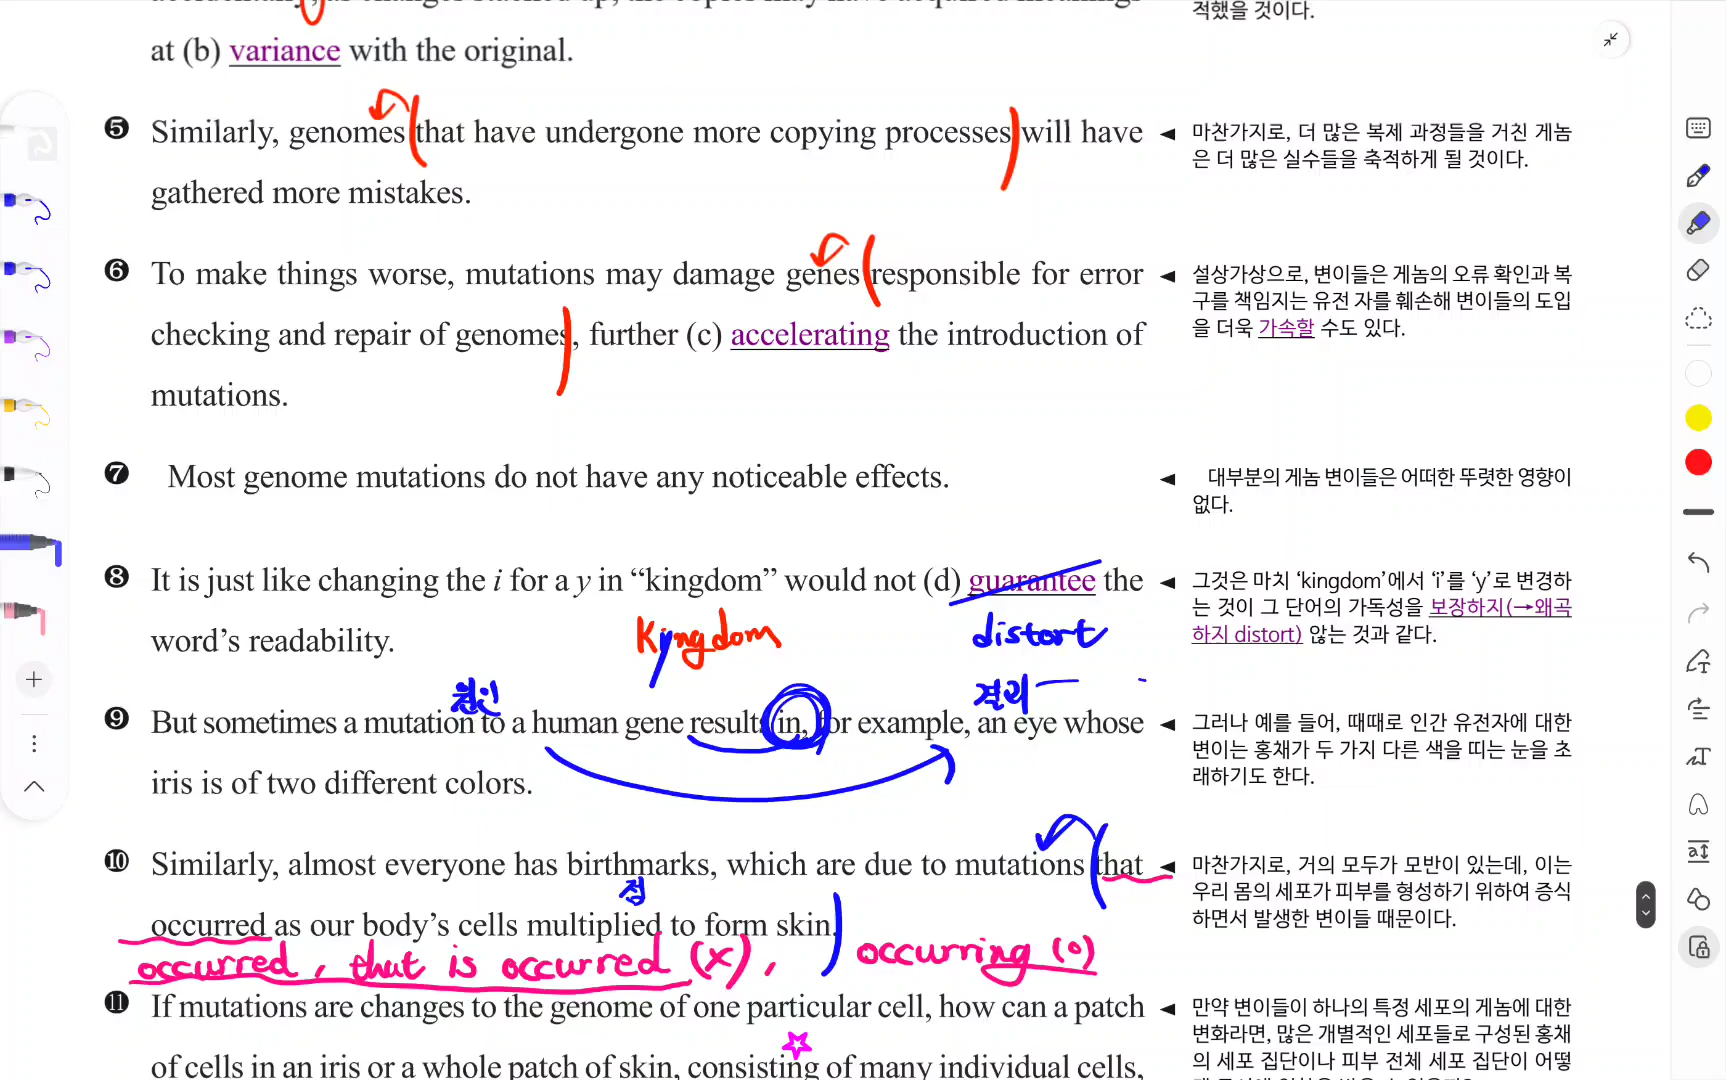 at (b) variance with the original.
적했을 것이다.
❺ Similarly, genomes that have undergone more copying processes will have
gathered more mistakes.
◄ 마찬가지로, 더 많은 복제 과정들을 거친 게놈
은 더 많은 실수들을 축적하게 될 것이다.
❻ To make things worse, mutations may damage genes responsible for error
checking and repair of genomes, further (c) accelerating the introduction of
mutations.
◄ 설상가상으로, 변이들은 게놈의 오류 확인과 복
구를 책임지는 유전 자를 훼손해 변이들의 도입
을 더욱 가속할 수도 있다.
❼ Most genome mutations do not have any noticeable effects.
◄ 대부분의 게놈 변이들은 어떠한 뚜렷한 영향이
없다.
❽ It is just like changing the i for a y in “kingdom” would not (d) guarantee the
word’s readability.
kyngdom
distort
◄ 그것은 마치 ‘kingdom’에서 ‘i’를 ‘y’로 변경하
는 것이 그 단어의 가독성을 보장하지(→왜곡
하지 distort) 않는 것과 같다.
원인
결과
❾ But sometimes a mutation to a human gene results in, for example, an eye whose
iris is of two different colors.
◄ 그러나 예를 들어, 때때로 인간 유전자에 대한
변이는 홍채가 두 가지 다른 색을 띠는 눈을 초
래하기도 한다.
❿ Similarly, almost everyone has birthmarks, which are due to mutations that
점
occurred as our body’s cells multiplied to form skin.
occurred, that is occurred (x), occurring (o)
◄ 마찬가지로, 거의 모두가 모반이 있는데, 이는
우리 몸의 세포가 피부를 형성하기 위하여 증식
하면서 발생한 변이들 때문이다.
⓫ If mutations are changes to the genome of one particular cell, how can a patch
of cells in an iris or a whole patch of skin, consisting of many individual cells,
◄ 만약 변이들이 하나의 특정 세포의 게놈에 대한
변화라면, 많은 개별적인 세포들로 구성된 홍채
의 세포 집단이나 피부 전체 세포 집단이 어떻